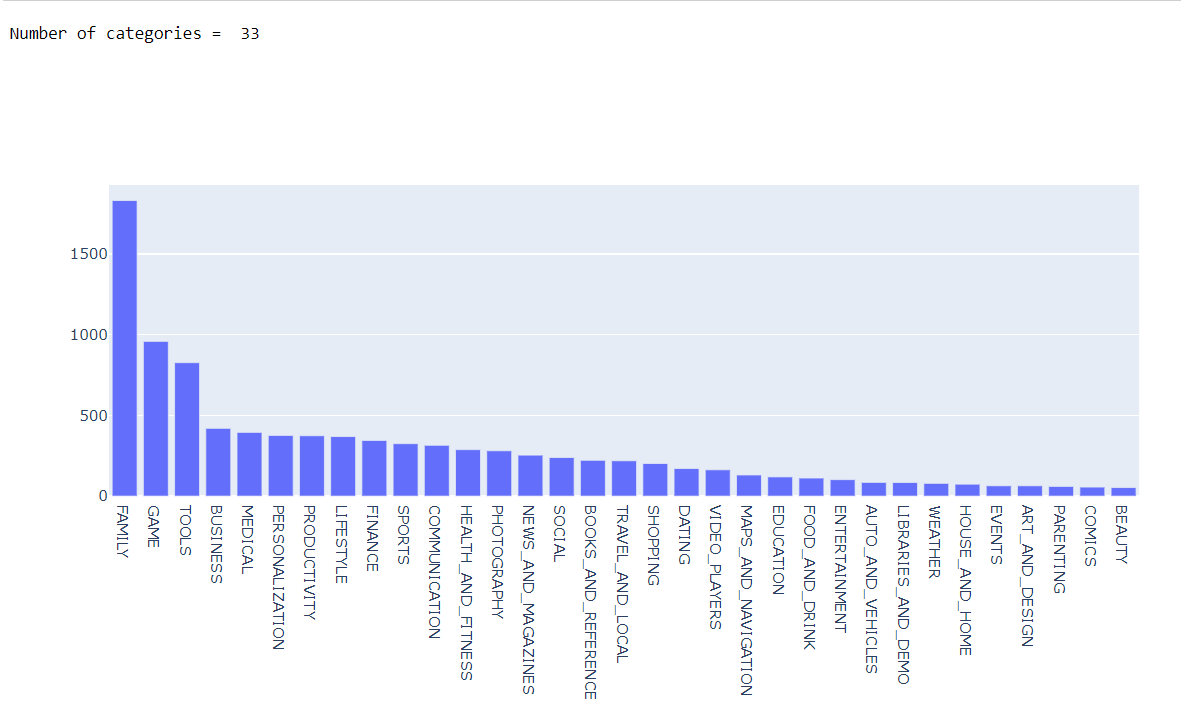 Number of categories =  33
1500
1000
500
0
FAMILY
GAME
TOOLS
BUSINESS
MEDICAL
PERSONALIZATION
PRODUCTIVITY
LIFESTYLE
FINANCE
SPORTS
COMMUNICATION
HEALTH_AND_FITNESS
PHOTOGRAPHY
NEWS_AND_MAGAZINES
SOCIAL
BOOKS_AND_REFERENCE
TRAVEL_AND_LOCAL
SHOPPING
DATING
VIDEO_PLAYERS
MAPS_AND_NAVIGATION
EDUCATION
FOOD_AND_DRINK
ENTERTAINMENT
AUTO_AND_VEHICLES
LIBRARIES_AND_DEMO
WEATHER
HOUSE_AND_HOME
EVENTS
ART_AND_DESIGN
PARENTING
COMICS
BEAUTY